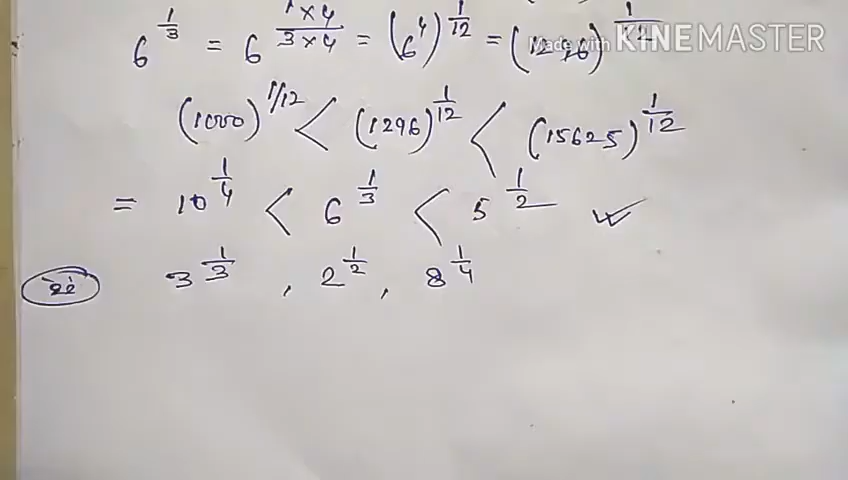 Made with KINEMASTER
6^{1/3} = 6^{\frac{1×4}{3×4}} = (6^4)^{1/12} = (1296)^{1/12}
(1000)^{1/12} < (1296)^{1/12} < (15625)^{1/12}
= 10^{1/4} < 6^{1/3} < 5^{1/2}
3^{1/3} , 2^{1/2} , 8^{1/4}